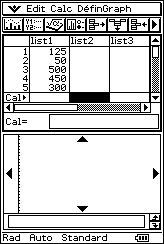 Edit Calc DéfinGraph
list1 list2 list3
1 125
2 50
3 500
4 450
5 300
Cal
Cal=
Rad Auto Standard